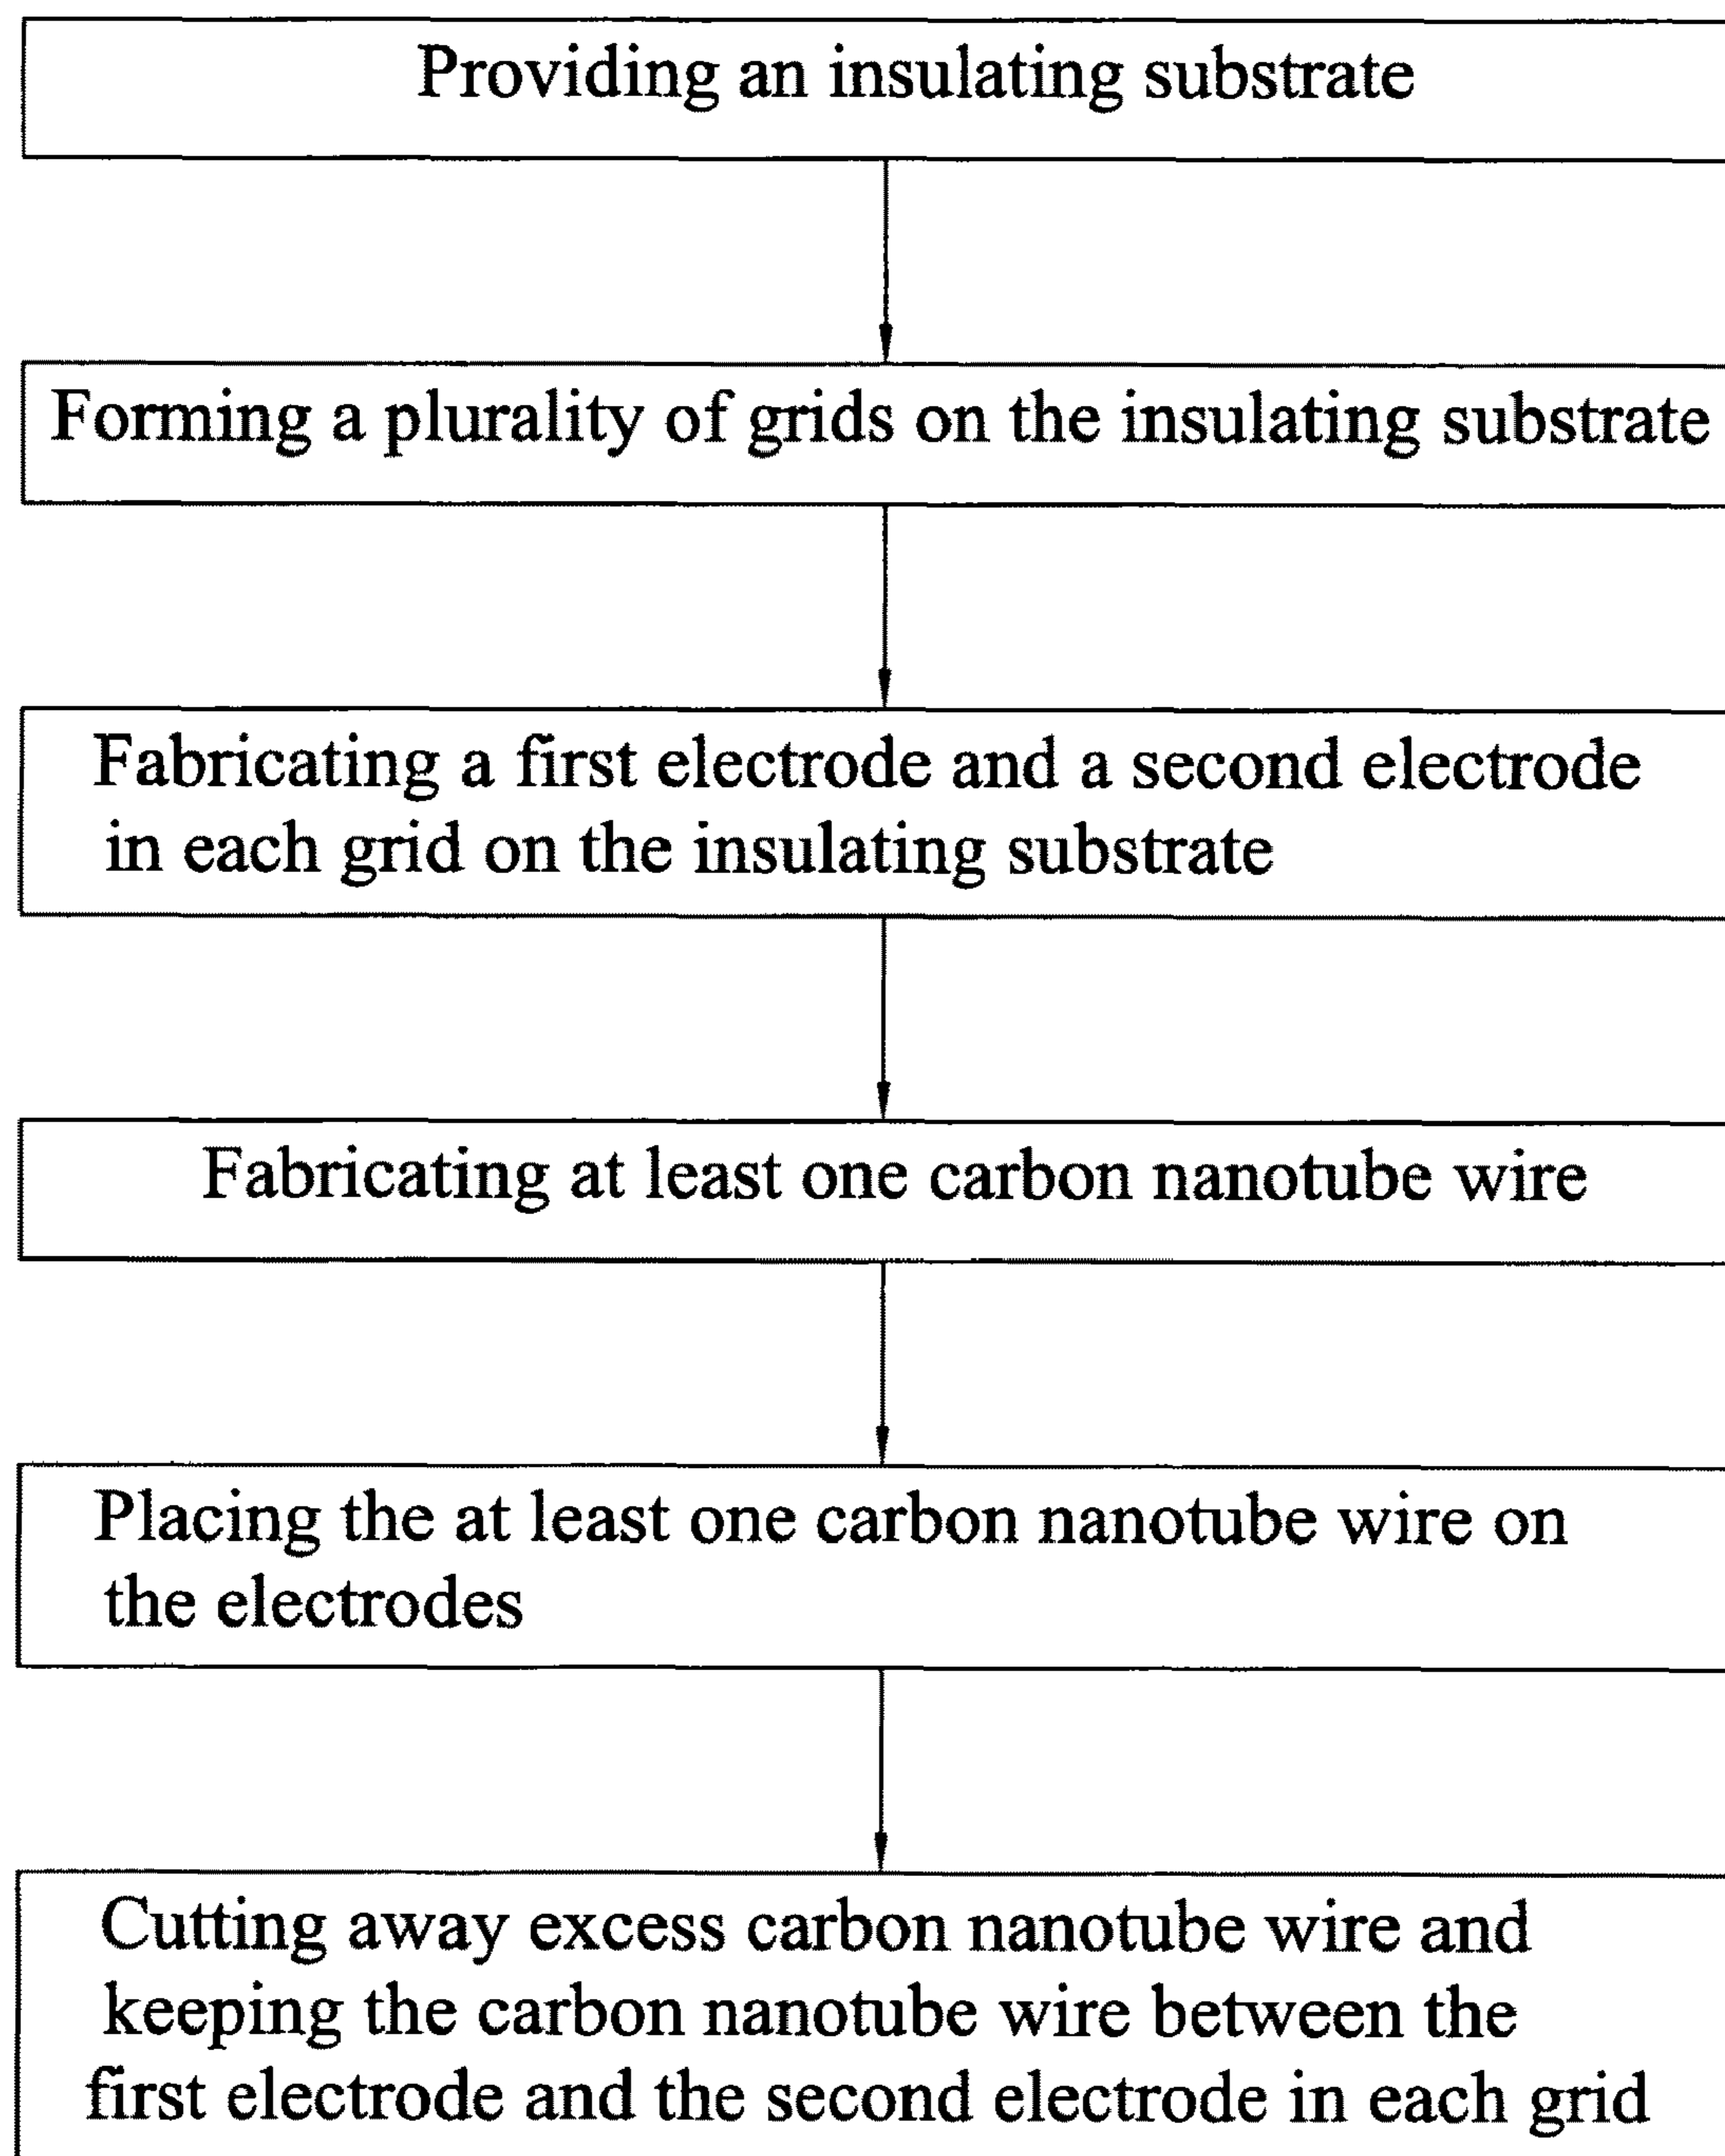 Providing an insulating substrate
Forming a plurality of grids on the insulating substrate
Fabricating a first electrode and a second electrode
in each grid on the insulating substrate
Fabricating at least one carbon nanotube wire
Placing the at least one carbon nanotube wire on
the electrodes
Cutting away excess carbon nanotube wire and
keeping the carbon nanotube wire between the
first electrode and the second electrode in each grid